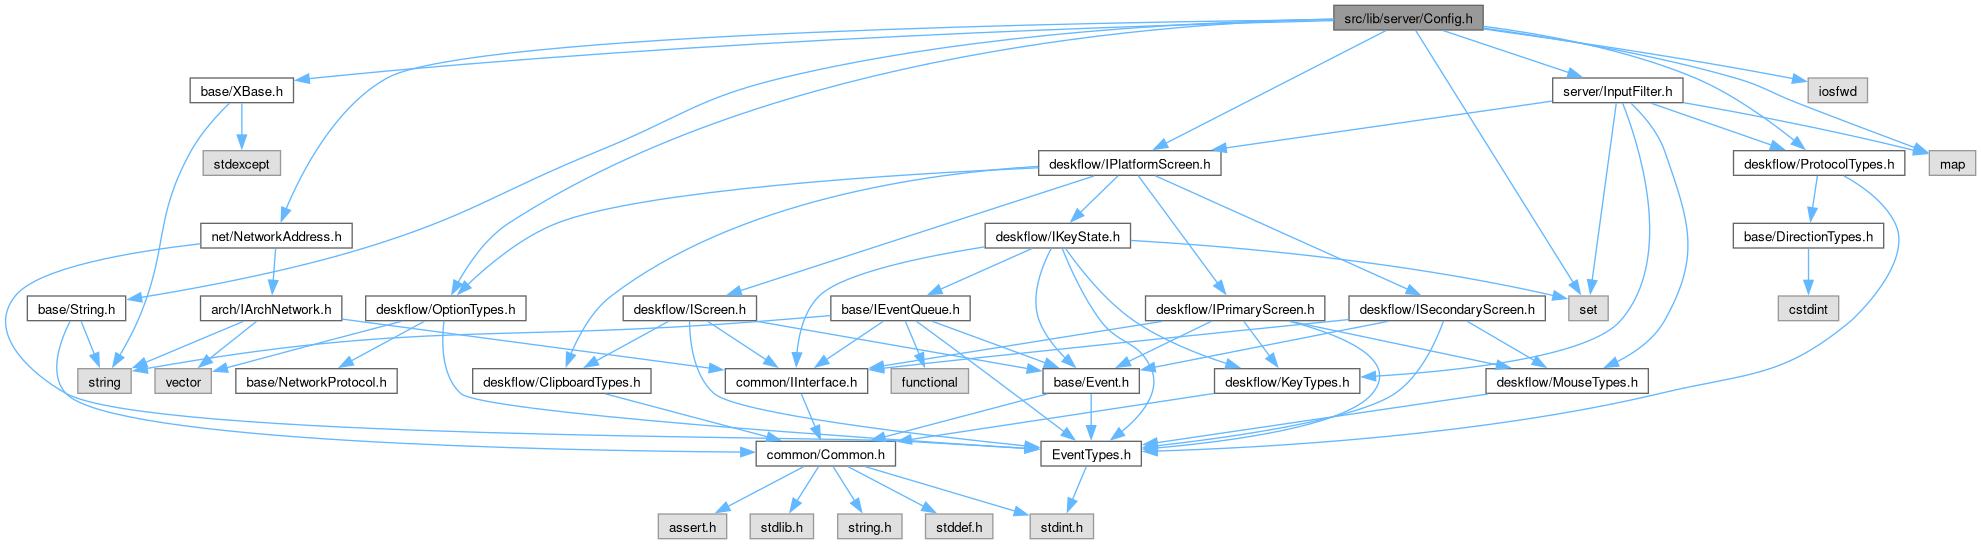 src/lib/server/Config.h
base/XBase.h
server/InputFilter.h
iosfwd
stdexcept
deskflow/IPlatformScreen.h
deskflow/ProtocolTypes.h
map
net/NetworkAddress.h
deskflow/IKeyState.h
base/DirectionTypes.h
base/String.h
arch/IArchNetwork.h
deskflow/OptionTypes.h
deskflow/IScreen.h
base/IEventQueue.h
deskflow/IPrimaryScreen.h
deskflow/ISecondaryScreen.h
set
cstdint
string
vector
base/NetworkProtocol.h
deskflow/ClipboardTypes.h
common/IInterface.h
functional
base/Event.h
deskflow/KeyTypes.h
deskflow/MouseTypes.h
common/Common.h
EventTypes.h
assert.h
stdlib.h
string.h
stddef.h
stdint.h